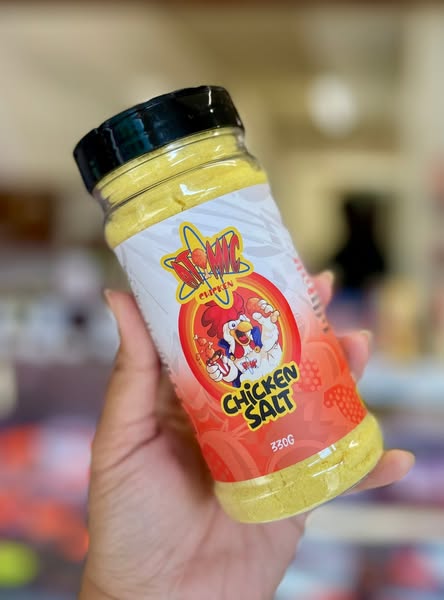 ATOMIC
CHICKEN
CHICKEN
SALT
330G